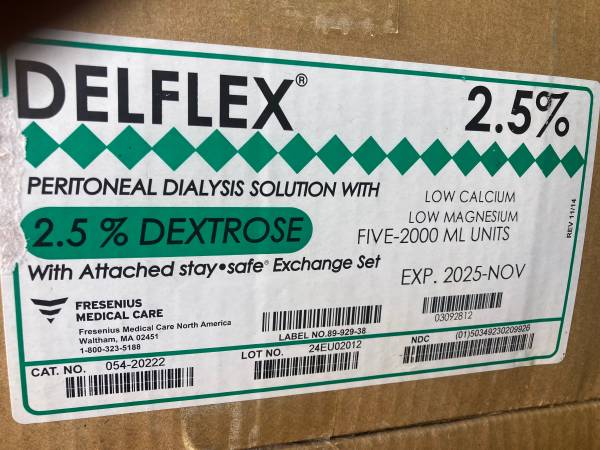 DELFLEX® 2.5%
PERITONEAL DIALYSIS SOLUTION WITH
2.5 % DEXTROSE
With Attached stay•safe® Exchange Set
LOW CALCIUM
LOW MAGNESIUM
FIVE-2000 ML UNITS
EXP. 2025-NOV
REV 11/14
FRESENIUS
MEDICAL CARE
Fresenius Medical Care North America
Waltham, MA 02451
1-800-323-5188
03092812
LABEL NO.89-929-38
CAT. NO. 054-20222
LOT NO. 24EU02012
NDC (01)50349230209926